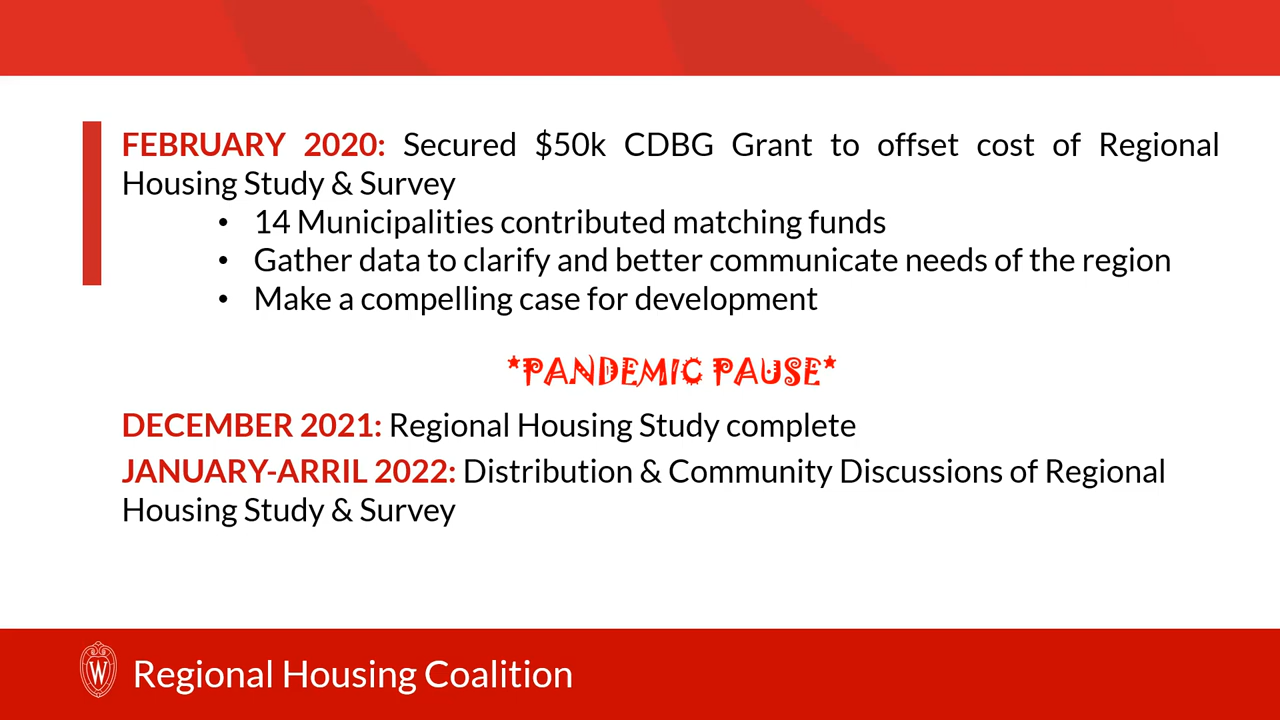 FEBRUARY 2020: Secured $50k CDBG Grant to offset cost of Regional
Housing Study & Survey
• 14 Municipalities contributed matching funds
• Gather data to clarify and better communicate needs of the region
• Make a compelling case for development
*PANDEMIC PAUSE*
DECEMBER 2021: Regional Housing Study complete
JANUARY-ARRIL 2022: Distribution & Community Discussions of Regional
Housing Study & Survey
W
Regional Housing Coalition